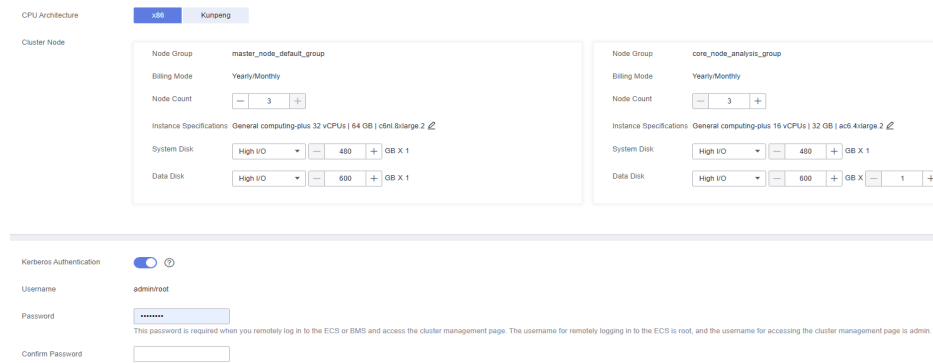 CPU Architecture x86 Kunpeng
Cluster Node
Node Group master_node_default_group
Billing Mode Yearly/Monthly
Node Count — 3 +
Instance Specifications General computing-plus 32 vCPUs | 64 GB | c6nl.8xlarge.2
System Disk High I/O — 480 + GB X 1
Data Disk High I/O — 600 + GB X 1
Node Group core_node_analysis_group
Billing Mode Yearly/Monthly
Node Count — 3 +
Instance Specifications General computing-plus 16 vCPUs | 32 GB | ac6.4xlarge.2
System Disk High I/O — 480 + GB X 1
Data Disk High I/O — 600 + GB X — 1 +
Kerberos Authentication ?
Username admin/root
Password ••••••••
This password is required when you remotely log in to the ECS or BMS and access the cluster management page. The username for remotely logging in to the ECS is root, and the username for accessing the cluster management page is admin.
Confirm Password